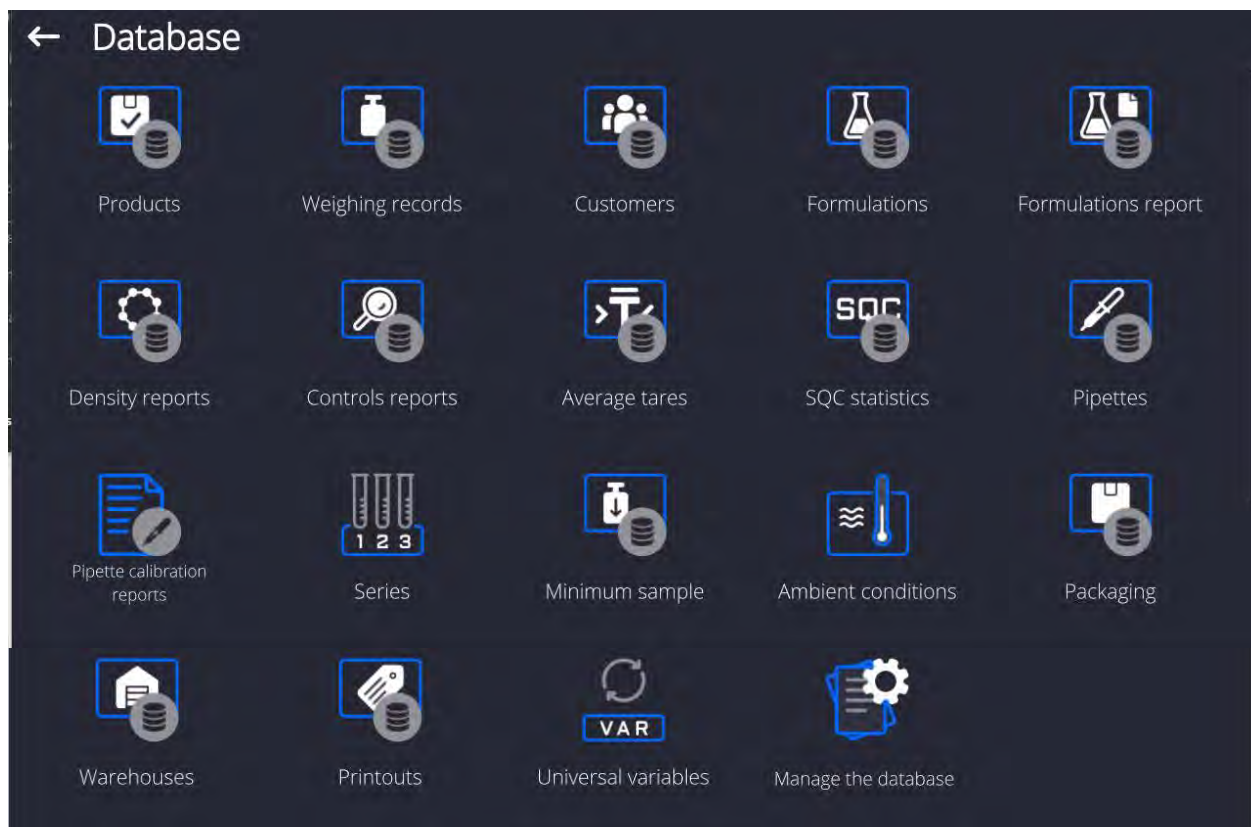 ← Database
Products
Weighing records
Customers
Formulations
Formulations report
SQC
Density reports
Controls reports
Average tares
SQC statistics
Pipettes
1 2 3
Pipette calibration
reports
Series
Minimum sample
Ambient conditions
Packaging
VAR
Warehouses
Printouts
Universal variables
Manage the database